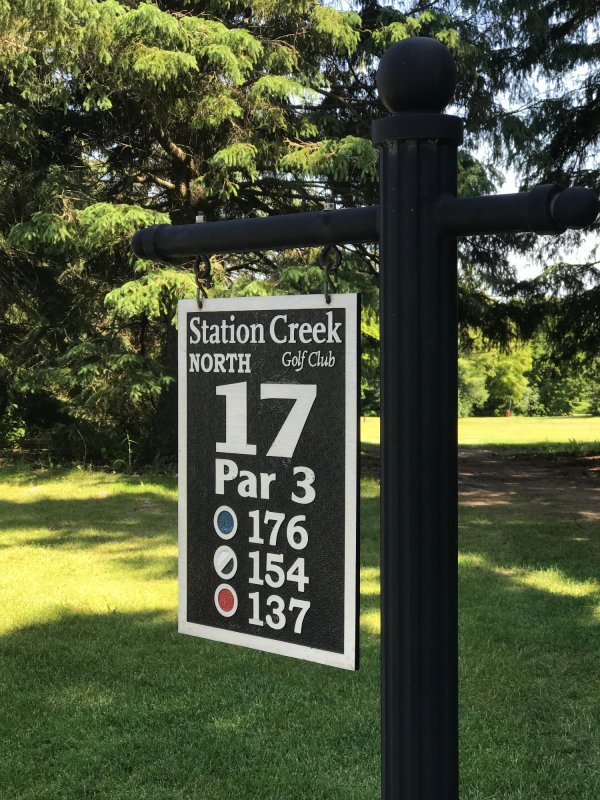 Station Creek
NORTH Golf Club
17
Par 3
176
154
137